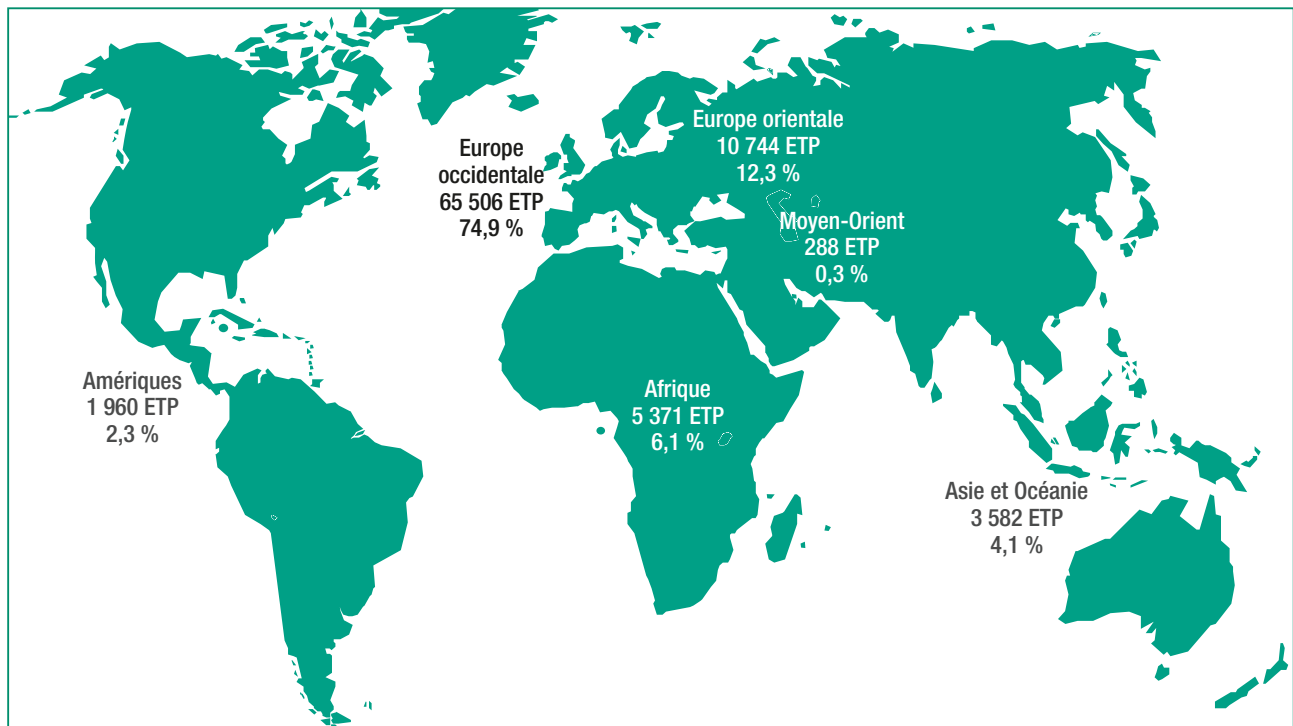 Europe orientale
10 744 ETP
12,3 %
Europe
occidentale
65 506 ETP
74,9 %
Moyen-Orient
288 ETP
0,3 %
Amériques
1 960 ETP
2,3 %
Afrique
5 371 ETP
6,1 %
Asie et Océanie
3 582 ETP
4,1 %